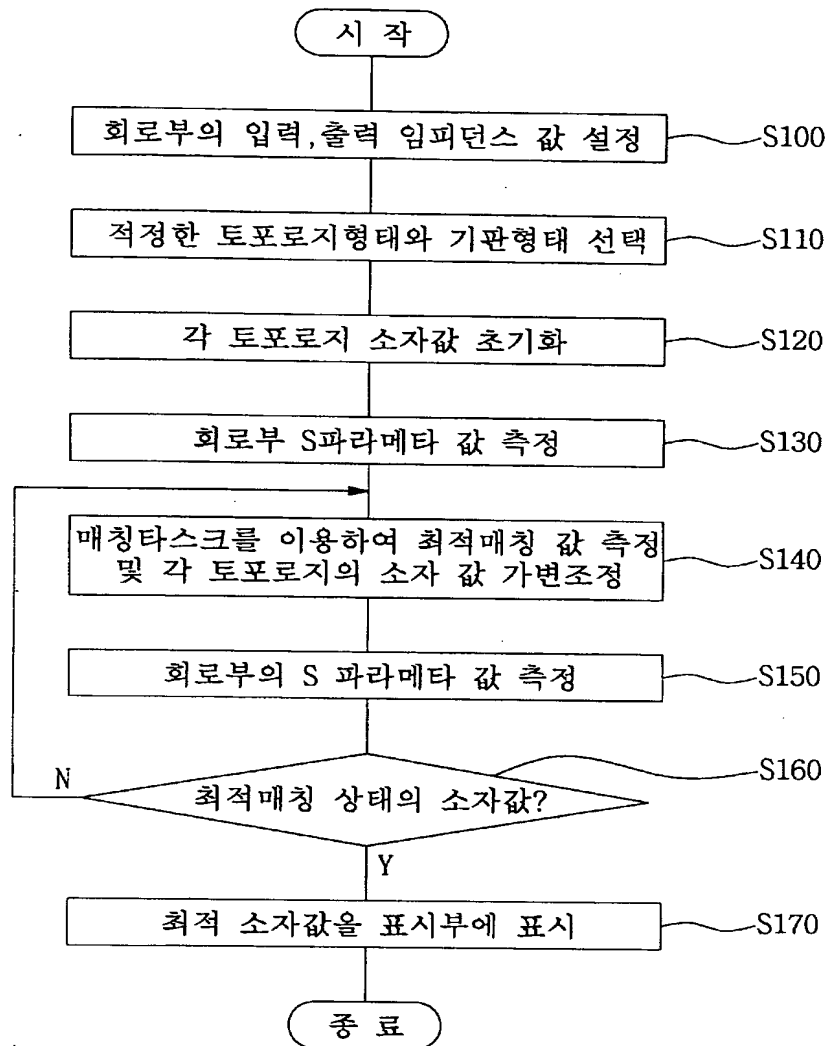 시 작
회로부의 입력,출력 임피던스 값 설정
S100
적정한 토포로지형태와 기판형태 선택
S110
각 토포로지 소자값 초기화
S120
회로부 S파라메타 값 측정
S130
매칭타스크를 이용하여 최적매칭 값 측정
및 각 토포로지의 소자 값 가변조정
S140
회로부의 S 파라메타 값 측정
S150
최적매칭 상태의 소자값?
S160
N
Y
최적 소자값을 표시부에 표시
S170
종 료